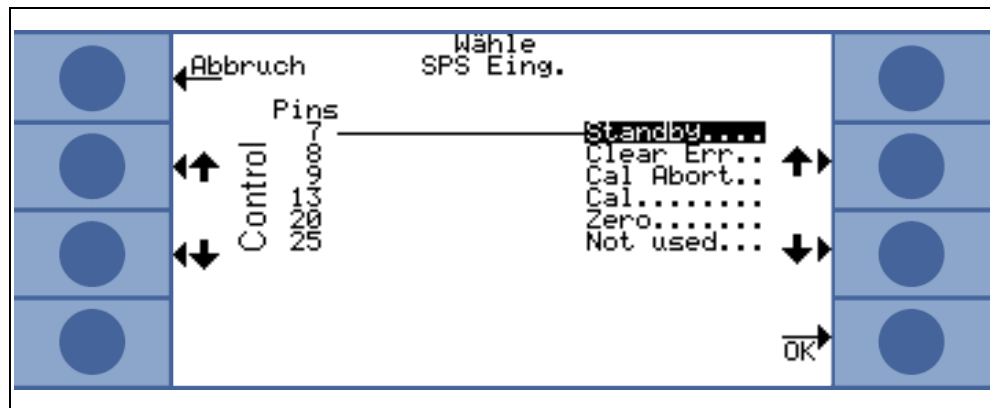 Wähle
Abbruch SPS Eing.
Pins
7 Standby....
8 Clear Err..
9 Cal Abort..
13 Cal........
20 Zero.......
25 Not used...
Control
OK